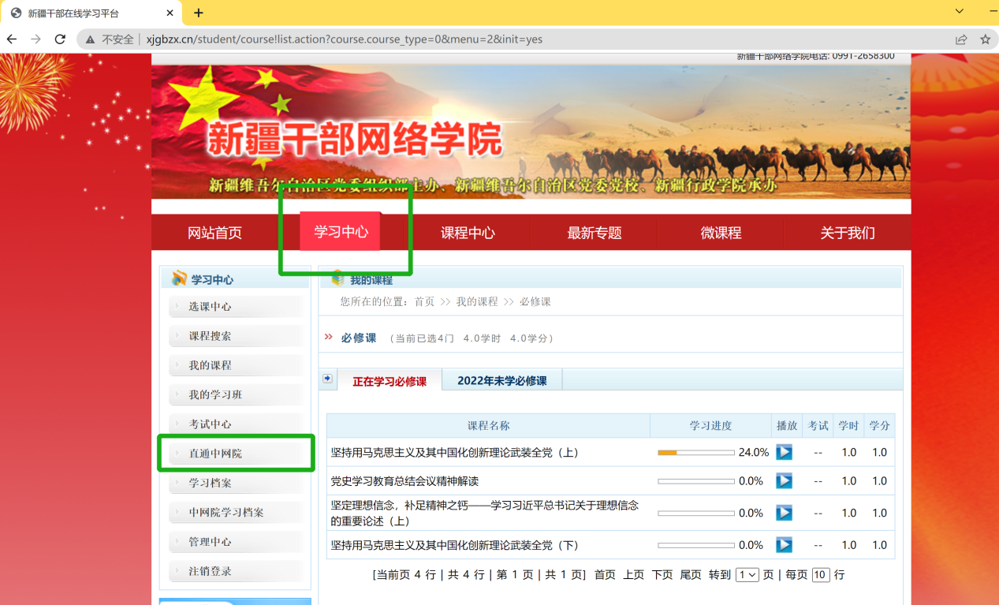 新疆干部在线学习平台
不安全 | xjgbzx.cn/student/course!list.action?course.course_type=0&menu=2&init=yes
新疆干部网络学院电话: 0991-2658300
新疆干部网络学院
新疆维吾尔自治区党委组织部主办、新疆维吾尔自治区党委党校、新疆行政学院承办
网站首页 学习中心 课程中心 最新专题 微课程 关于我们
学习中心
选课中心
课程搜索
我的课程
我的学习班
考试中心
直通中网院
学习档案
中网院学习档案
管理中心
注销登录
我的课程
您所在的位置：首页 >> 我的课程 >> 必修课
必修课 （当前已选4门 4.0学时 4.0学分）
正在学习必修课 2022年未学必修课
课程名称 学习进度 播放 考试 学时 学分
坚持用马克思主义及其中国化创新理论武装全党（上） 24.0% -- 1.0 1.0
党史学习教育总结会议精神解读 0.0% -- 1.0 1.0
坚定理想信念，补足精神之钙——学习习近平总书记关于理想信念
的重要论述（上） 0.0% -- 1.0 1.0
坚持用马克思主义及其中国化创新理论武装全党（下） 0.0% -- 1.0 1.0
[当前页 4 行 | 共 4 行 | 第 1 页 | 共 1 页] 首页 上页 下页 尾页 转到 1 页 | 每页 10 行